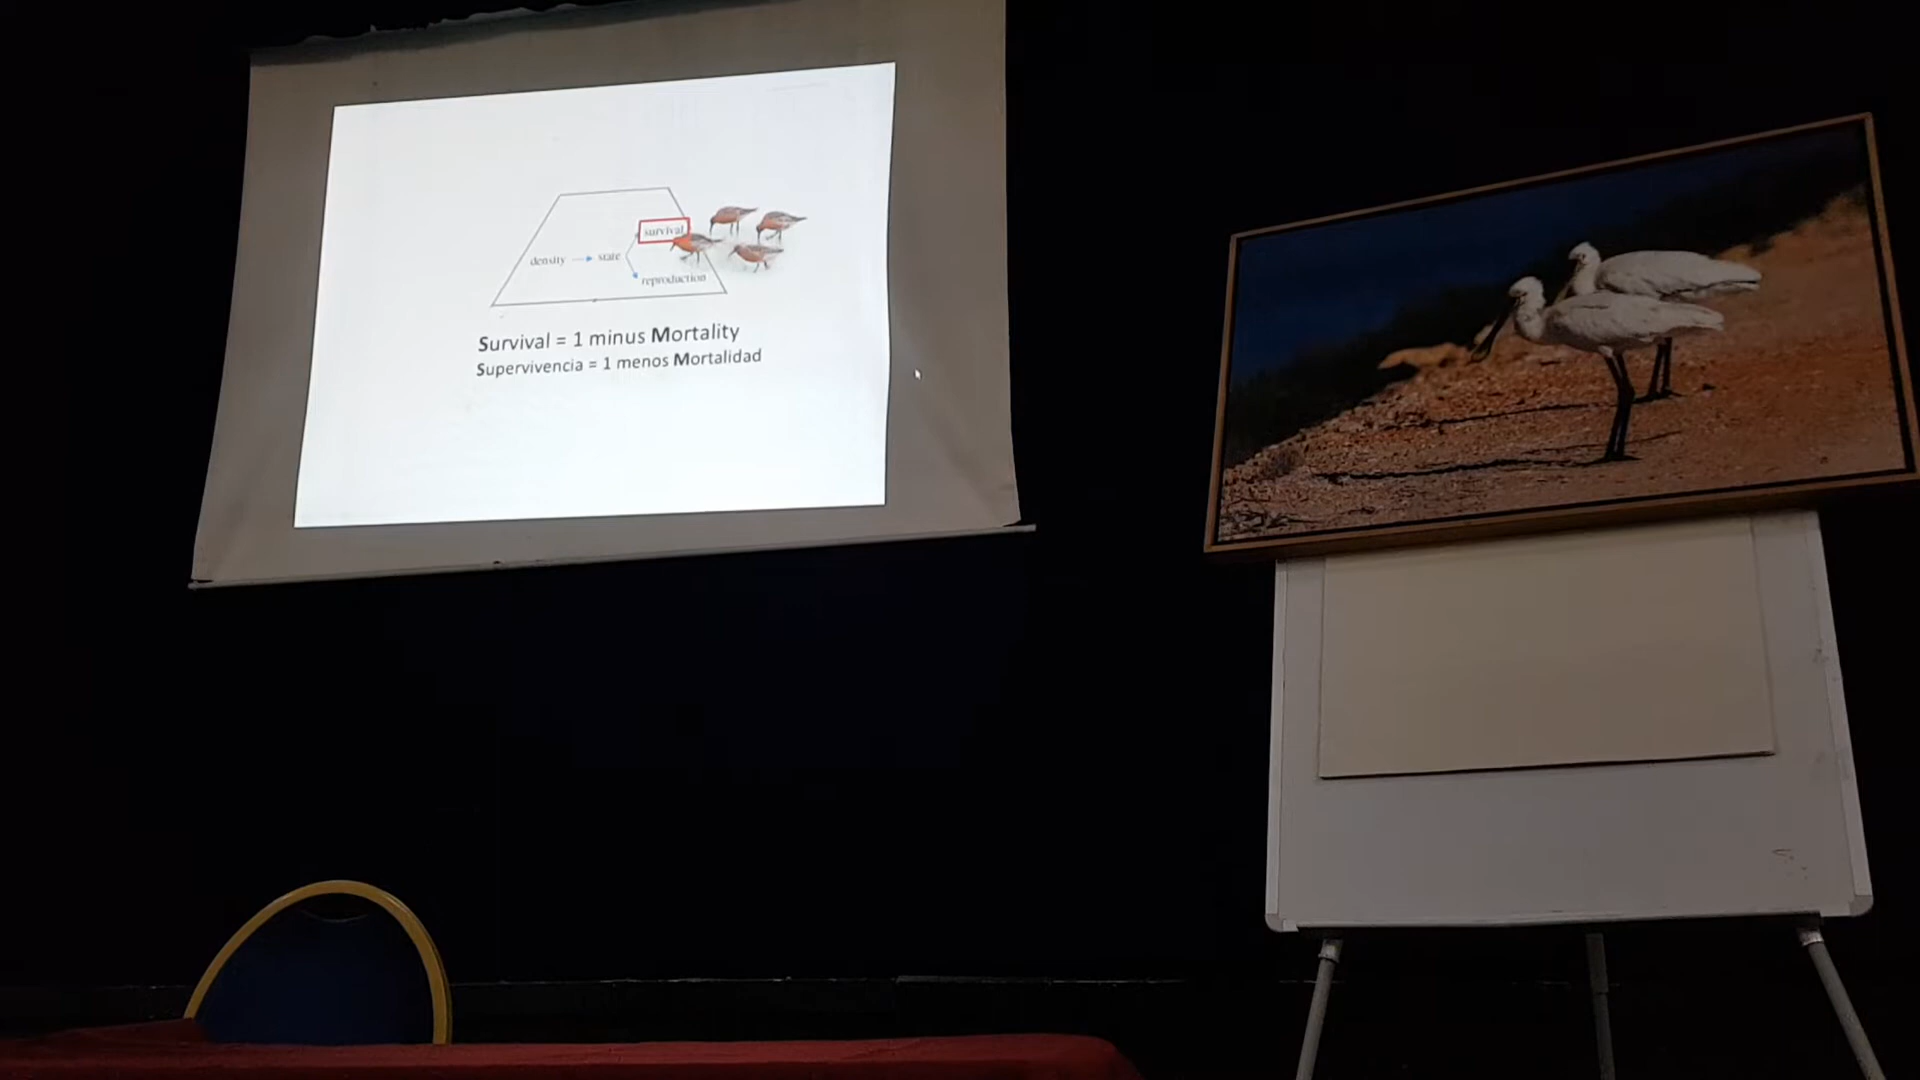 survival
density state
reproduction
Survival = 1 minus Mortality
Supervivencia = 1 menos Mortalidad